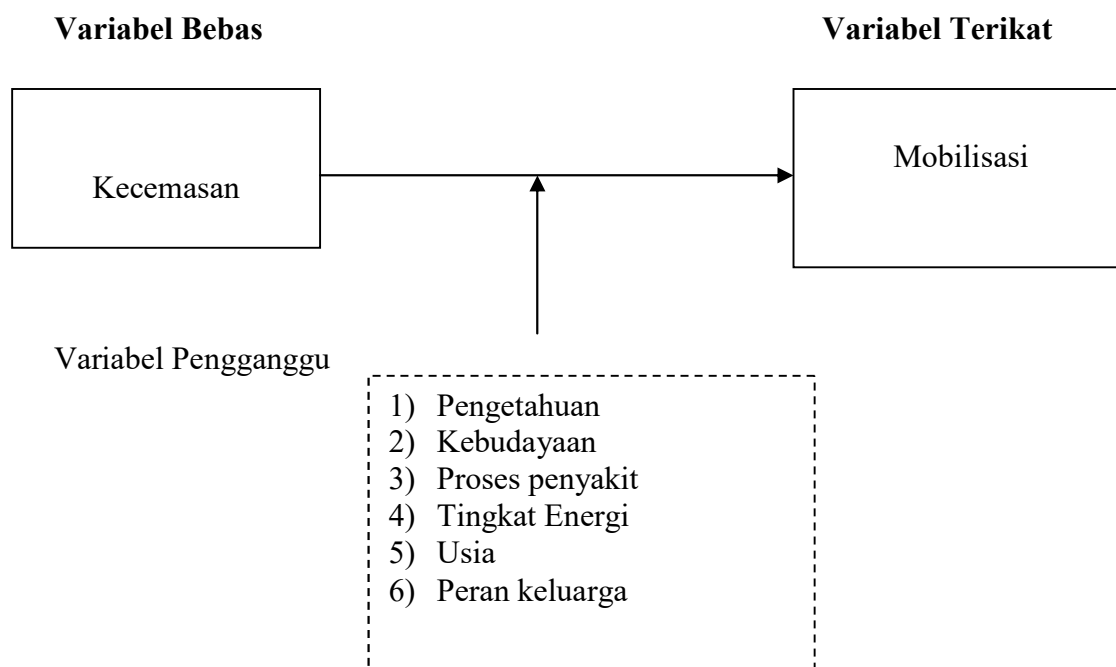 Variabel Bebas
Variabel Terikat
Kecemasan
Mobilisasi
Variabel Pengganggu
1) Pengetahuan
2) Kebudayaan
3) Proses penyakit
4) Tingkat Energi
5) Usia
6) Peran keluarga